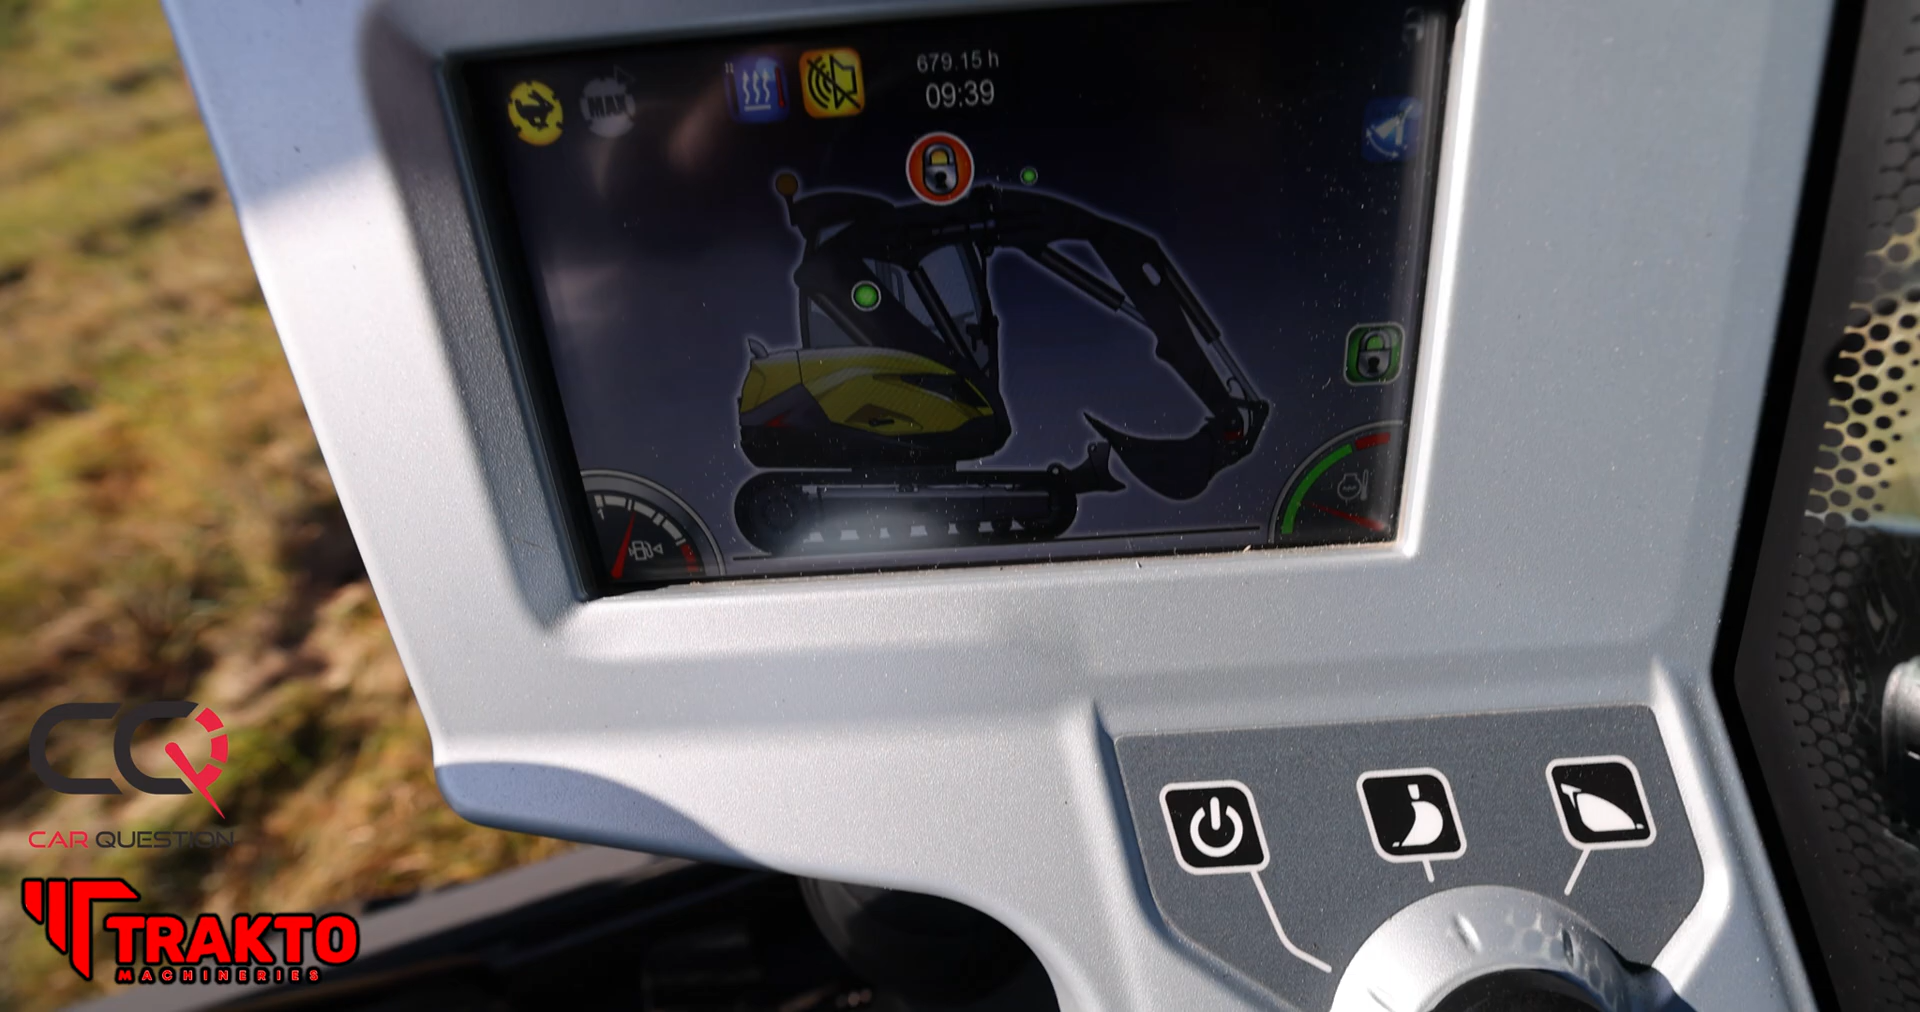 MAX
679.15 h
09:39
CAR QUESTION
TRAKTO
MACHINERIES